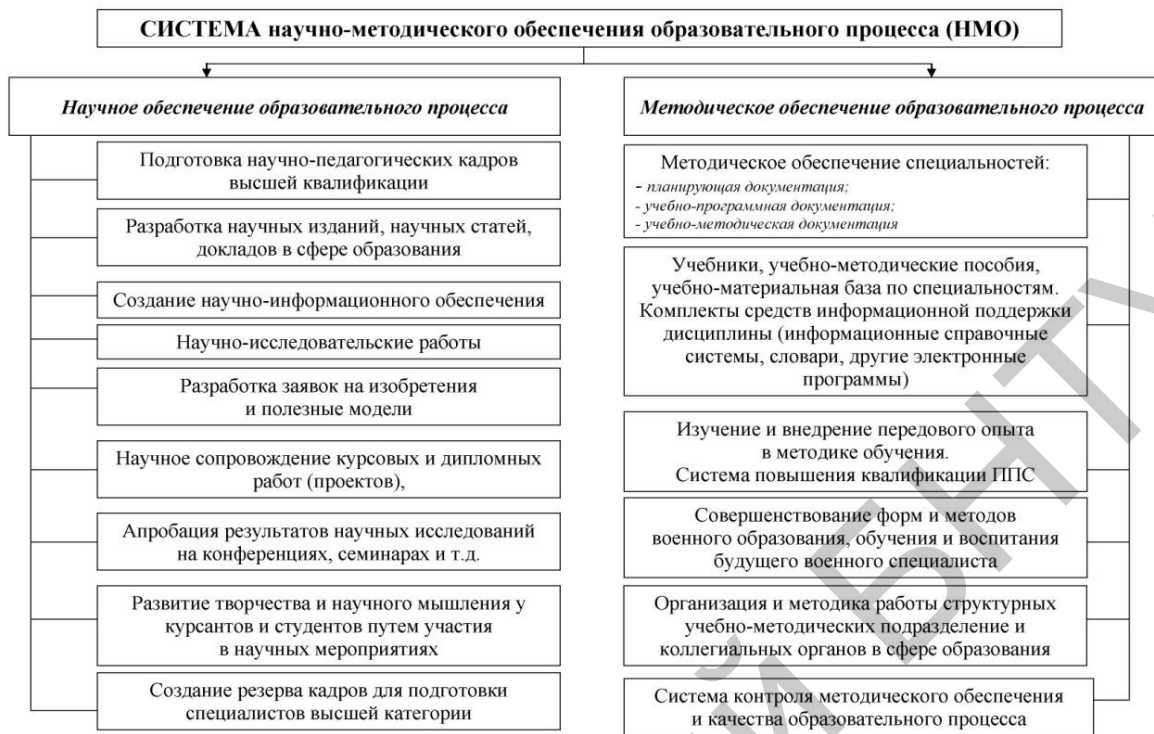 СИСТЕМА научно-методического обеспечения образовательного процесса (НМО)
Научное обеспечение образовательного процесса
Подготовка научно-педагогических кадров
высшей квалификации
Разработка научных изданий, научных статей,
докладов в сфере образования
Создание научно-информационного обеспечения
Научно-исследовательские работы
Разработка заявок на изобретения
и полезные модели
Научное сопровождение курсовых и дипломных
работ (проектов),
Апробация результатов научных исследований
на конференциях, семинарах и т.д.
Развитие творчества и научного мышления у
курсантов и студентов путем участия
в научных мероприятиях
Создание резерва кадров для подготовки
специалистов высшей категории
Методическое обеспечение образовательного процесса
Методическое обеспечение специальностей:
- планирующая документация;
- учебно-программная документация;
- учебно-методическая документация
Учебники, учебно-методические пособия,
учебно-материальная база по специальностям.
Комплекты средств информационной поддержки
дисциплины (информационные справочные
системы, словари, другие электронные
программы)
Изучение и внедрение передового опыта
в методике обучения.
Система повышения квалификации ППС
Совершенствование форм и методов
военного образования, обучения и воспитания
будущего военного специалиста
Организация и методика работы структурных
учебно-методических подразделение и
коллегиальных органов в сфере образования
Система контроля методического обеспечения
и качества образовательного процесса
БНТУ